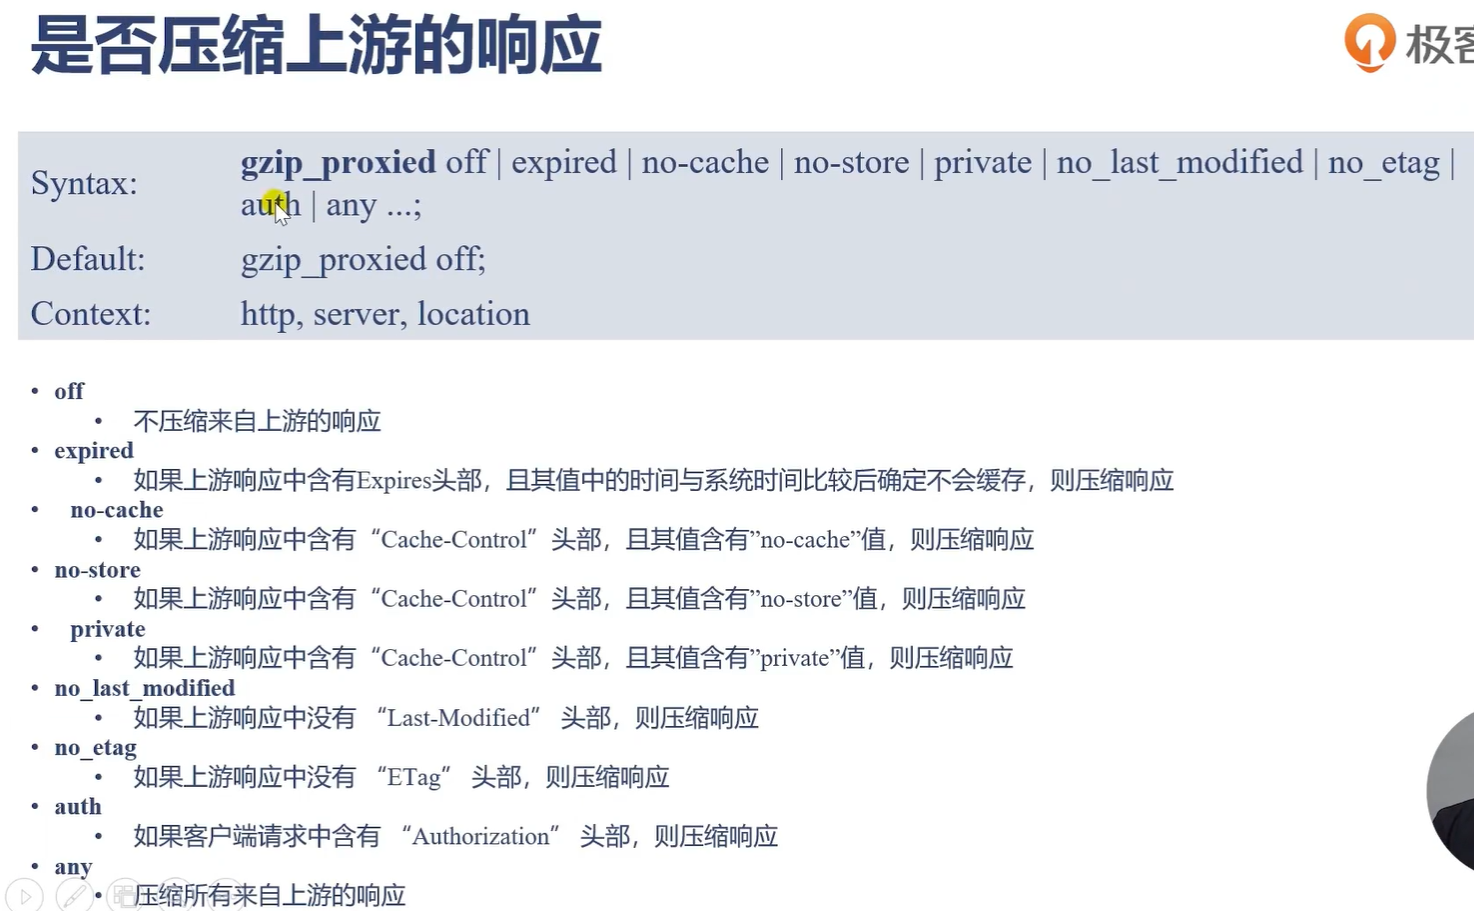 是否压缩上游的响应
极客
Syntax: gzip_proxied off | expired | no-cache | no-store | private | no_last_modified | no_etag |
auth | any ...;
Default: gzip_proxied off;
Context: http, server, location
• off
• 不压缩来自上游的响应
• expired
• 如果上游响应中含有Expires头部，且其值中的时间与系统时间比较后确定不会缓存，则压缩响应
• no-cache
• 如果上游响应中含有“Cache-Control”头部，且其值含有”no-cache”值，则压缩响应
• no-store
• 如果上游响应中含有“Cache-Control”头部，且其值含有”no-store”值，则压缩响应
• private
• 如果上游响应中含有“Cache-Control”头部，且其值含有”private”值，则压缩响应
• no_last_modified
• 如果上游响应中没有 “Last-Modified” 头部，则压缩响应
• no_etag
• 如果上游响应中没有 “ETag” 头部，则压缩响应
• auth
• 如果客户端请求中含有 “Authorization” 头部，则压缩响应
• any
• 压缩所有来自上游的响应